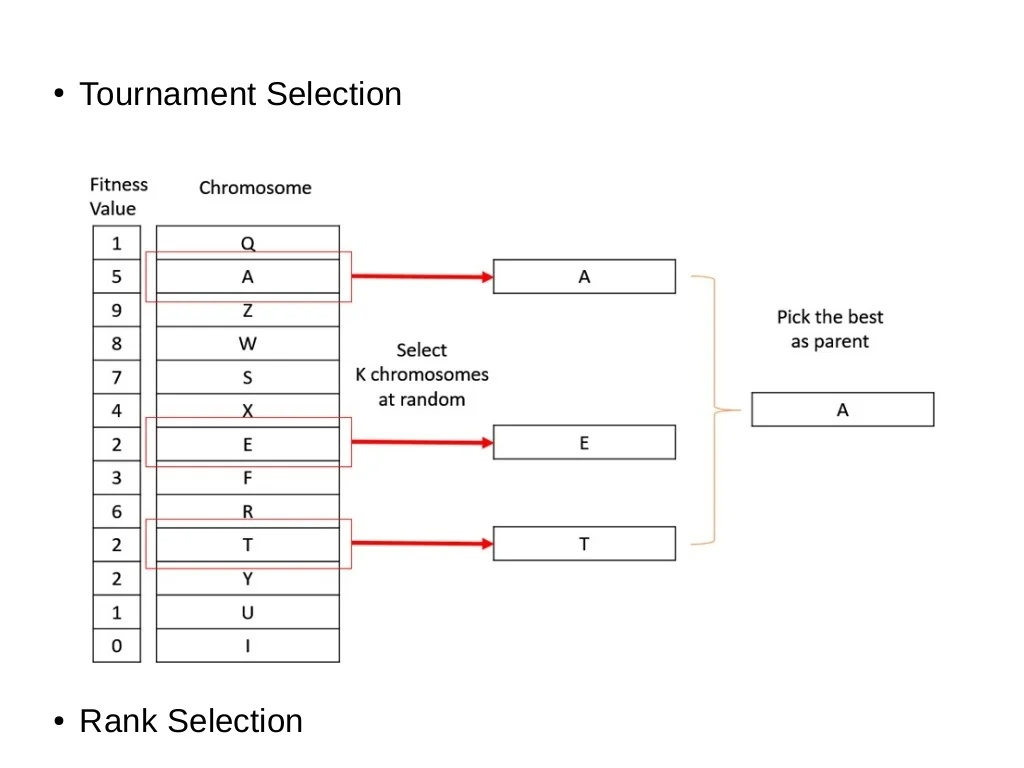 • Tournament Selection
Fitness
Value
Chromosome
1 Q
5 A
9 Z
8 W
7 S
4 X
2 E
3 F
6 R
2 T
2 Y
1 U
0 I
Select
K chromosomes
at random
A
E
T
Pick the best
as parent
A
• Rank Selection